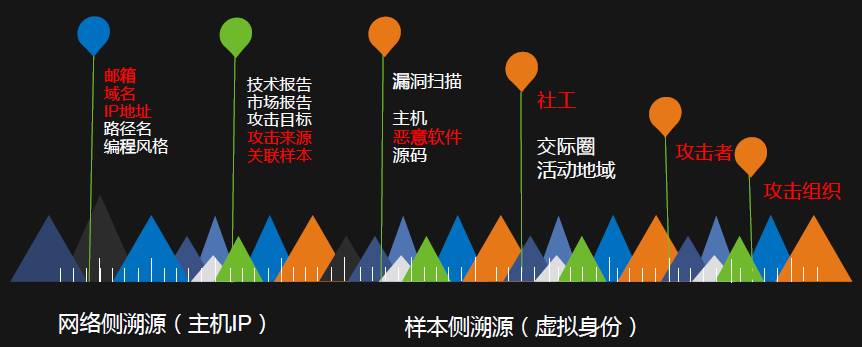 邮箱
域名
IP地址
路径名
编程风格
技术报告
市场报告
攻击目标
攻击来源
关联样本
漏洞扫描
主机
恶意软件
源码
社工
交际圈
活动地域
攻击者
攻击组织
网络侧溯源（主机IP）
样本侧溯源（虚拟身份）